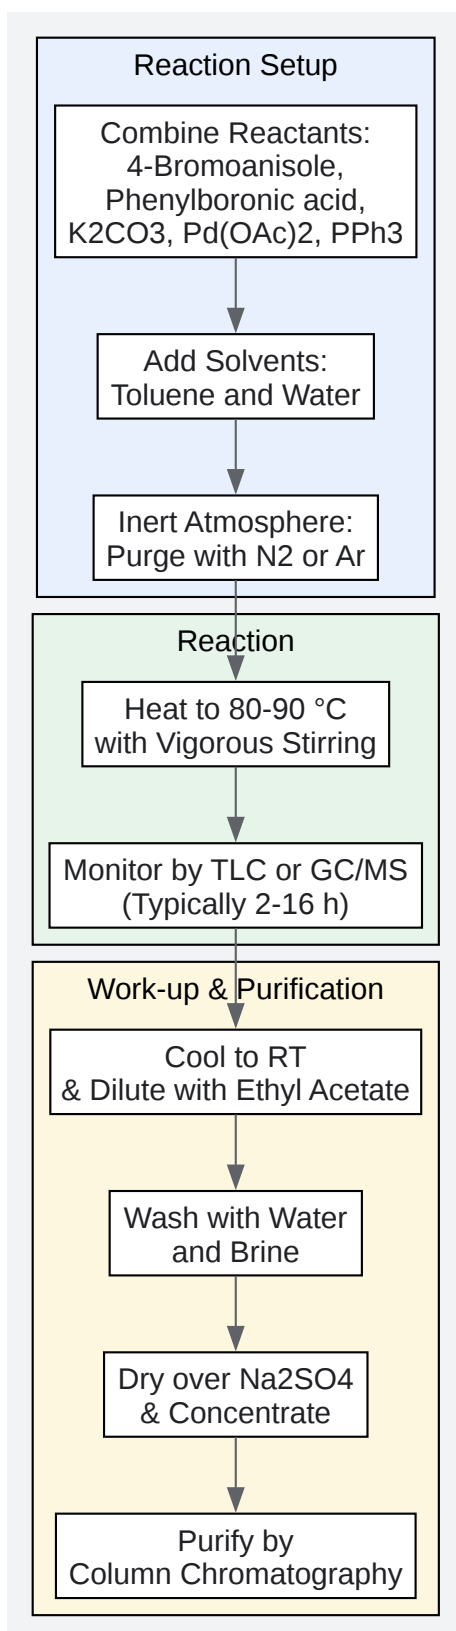 Reaction Setup
Combine Reactants:
4-Bromoanisole,
Phenylboronic acid,
K2CO3, Pd(OAc)2, PPh3
Add Solvents:
Toluene and Water
Inert Atmosphere:
Purge with N2 or Ar
Reaction
Heat to 80-90 °C
with Vigorous Stirring
Monitor by TLC or GC/MS
(Typically 2-16 h)
Work-up & Purification
Cool to RT
& Dilute with Ethyl Acetate
Wash with Water
and Brine
Dry over Na2SO4
& Concentrate
Purify by
Column Chromatography